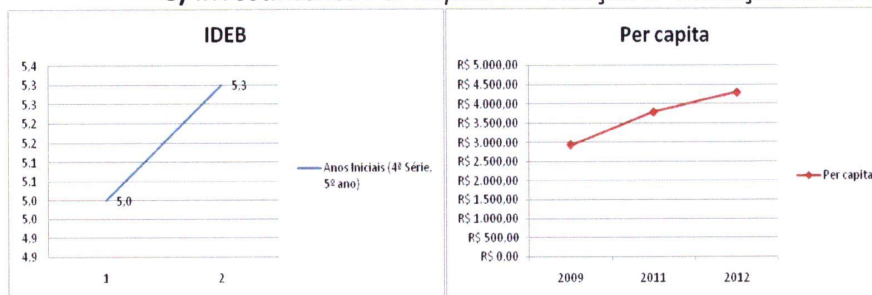 IDEB
5,4
5,3
5,3
5,2
5,2
5,1
5,1
5,0
5,0
4,9
4,9
5,3
5,0
1
2
Anos Iniciais (4ª Série,
5º ano)
Per capita
R$ 5.000,00
R$ 4.500,00
R$ 4.000,00
R$ 3.500,00
R$ 3.000,00
R$ 2.500,00
R$ 2.000,00
R$ 1.500,00
R$ 1.000,00
R$ 500,00
R$ 0,00
2009
2011
2012
Per capita